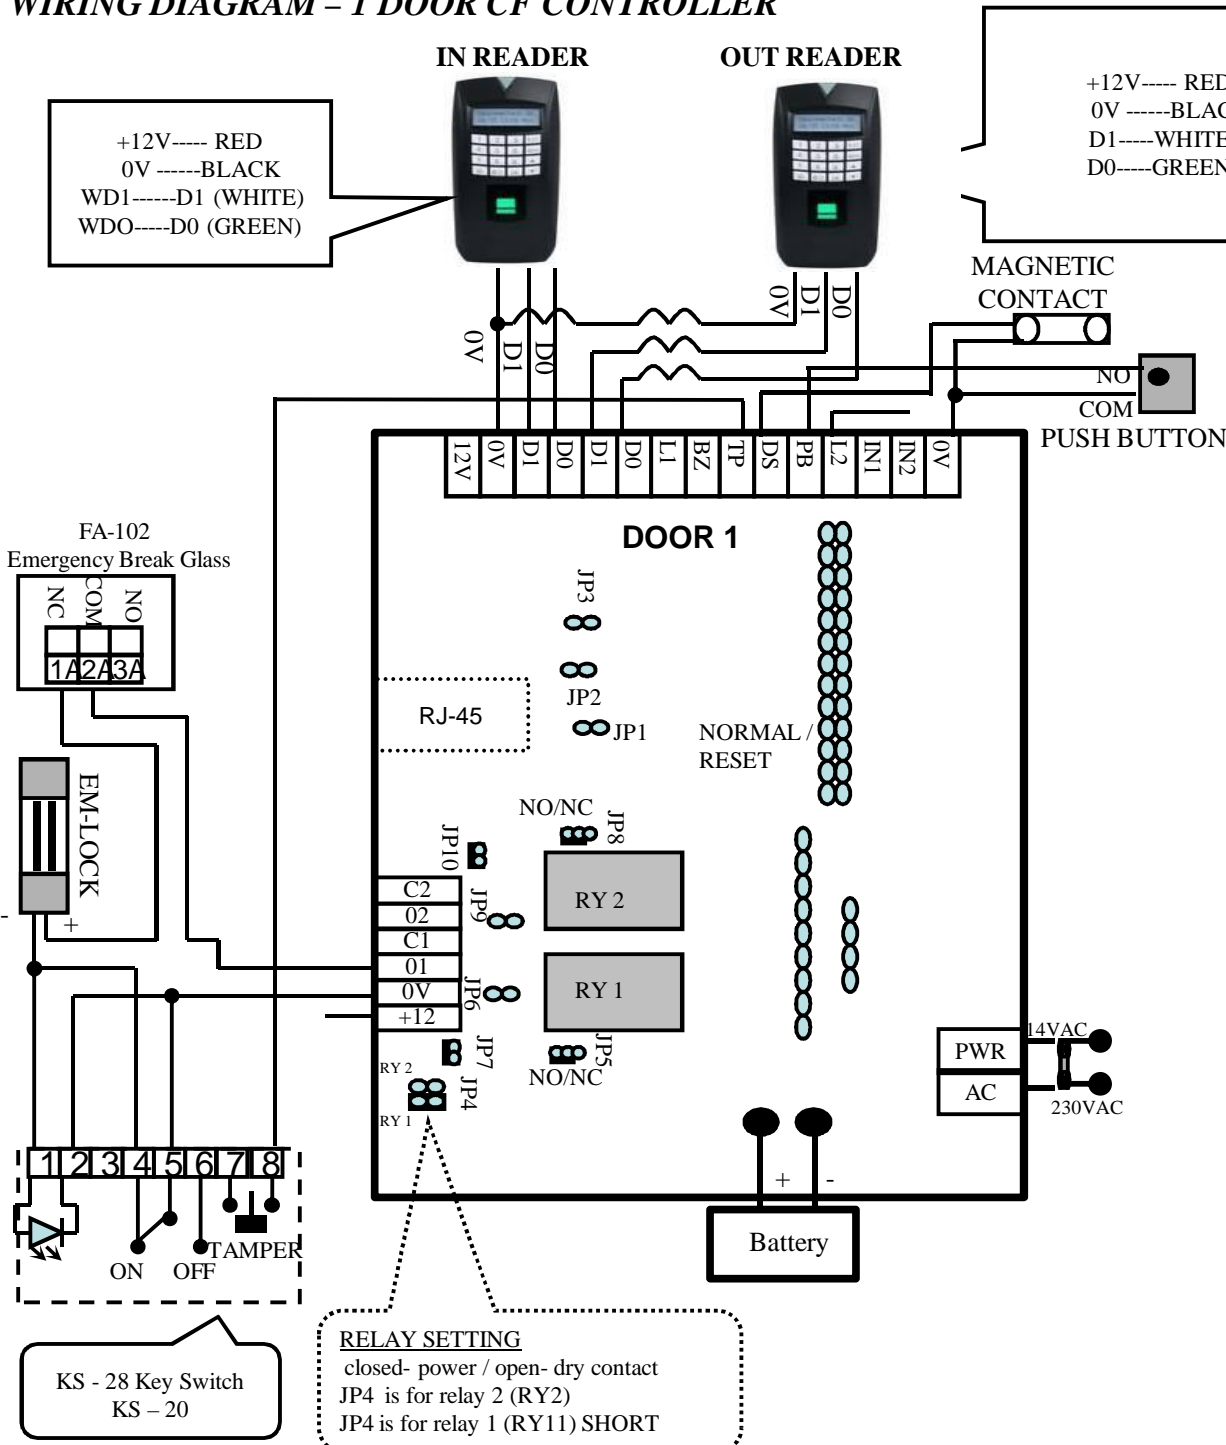 WIRING DIAGRAM – 1 DOOR CF CONTROLLER
IN READER
OUT READER
+12V----- RED
0V ------BLACK
WD1------D1 (WHITE)
WDO-----D0 (GREEN)
+12V----- RED
0V ------BLAC
D1-----WHITE
D0-----GREEN
MAGNETIC
CONTACT
0V
D1
D0
0V
D1
D0
NO
COM
PUSH BUTTON
12V
0V
D1
D0
D1
D0
L1
BZ
TP
DS
PB
L2
IN1
IN2
0V
DOOR 1
FA-102
Emergency Break Glass
NC
COM
NO
1A
2A
3A
JP3
JP2
JP1
RJ-45
NORMAL /
RESET
EM-LOCK
-
+
NO/NC
JP8
JP10
RY 2
JP9
C2
02
C1
01
0V
+12
RY 1
JP6
JP7
JP5
NO/NC
RY 2
JP4
RY 1
PWR
AC
14VAC
230VAC
1
2
3
4
5
6
7
8
ON
OFF
TAMPER
+
-
Battery
KS - 28 Key Switch
KS – 20
RELAY SETTING
closed- power / open- dry contact
JP4 is for relay 2 (RY2)
JP4 is for relay 1 (RY11) SHORT